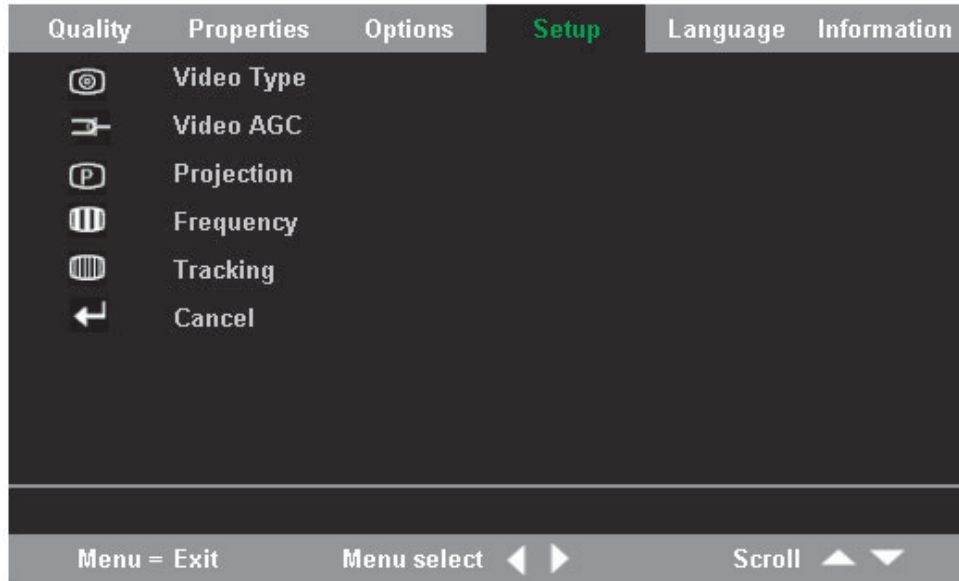 Quality Properties Options Setup Language Information
Video Type
Video AGC
P Projection
Frequency
Tracking
Cancel
Menu = Exit Menu select Scroll